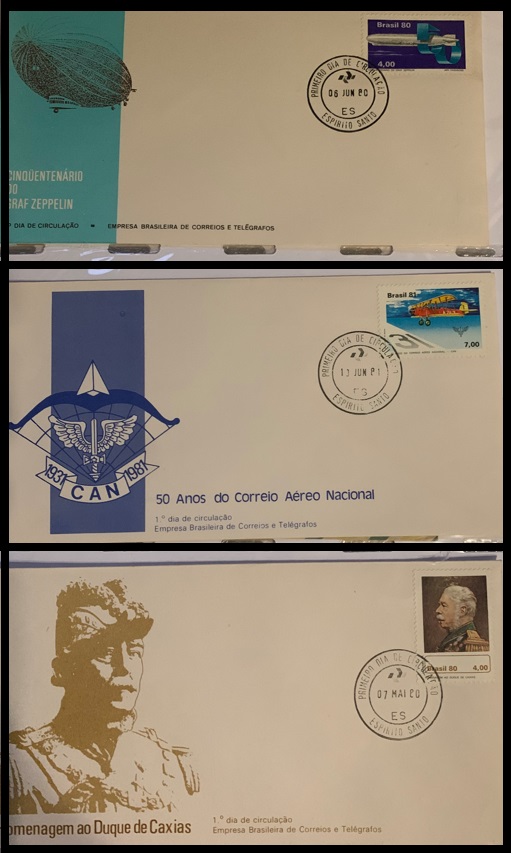 Brasil 80
4,00
PRIMEIRO DIA DE CIRCULAÇÃO
06 JUN 80
ES
ESPIRITO SANTO
CINQÜENTENÁRIO
DO
GRAF ZEPPELIN
º DIA DE CIRCULAÇÃO • EMPRESA BRASILEIRA DE CORREIOS E TELÉGRAFOS
Brasil 81
7,00
PRIMEIRO DIA DE CIRCULAÇÃO
JUN 81
ES
ESPIRITO SANTO
1931 CAN 1981
50 Anos do Correio Aéreo Nacional
1.º dia de circulação
Empresa Brasileira de Correios e Telégrafos
Brasil 80 4,00
PRIMEIRO DIA DE CIRCULAÇÃO
07 MAI 80
ES
ESPIRITO SANTO
omenagem ao Duque de Caxias
1.º dia de circulação
Empresa Brasileira de Correios e Telégrafos